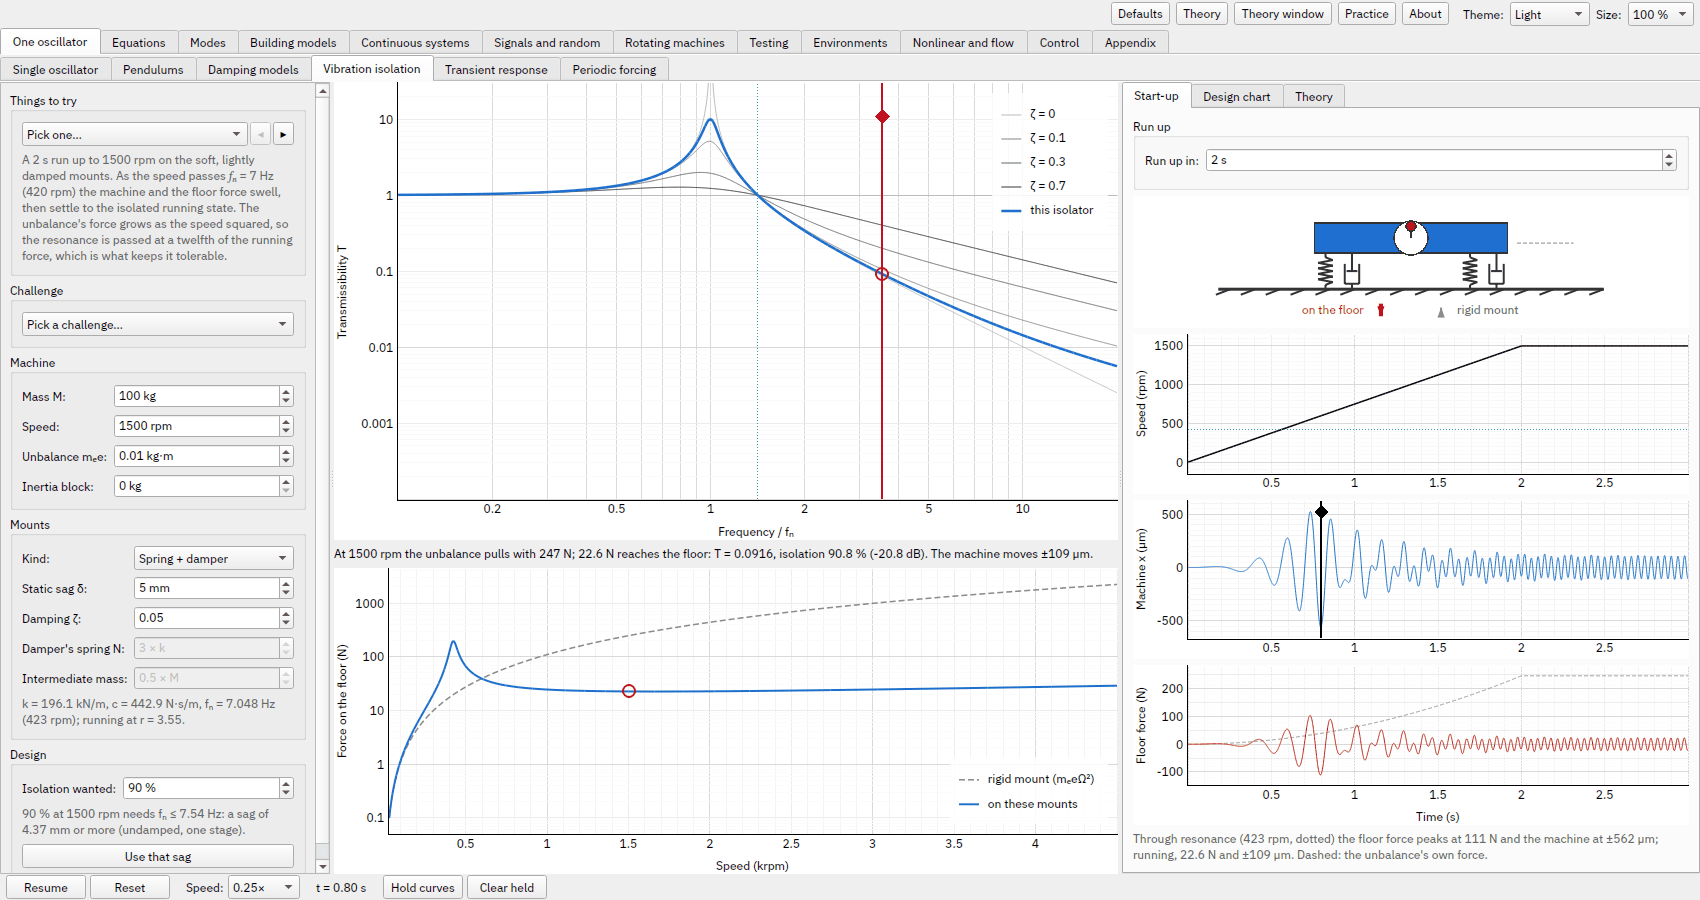 Defaults Theory Theory window Practice About Theme: Light Size: 100 %
One oscillator Equations Modes Building models Continuous systems Signals and random Rotating machines Testing Environments Nonlinear and flow Control Appendix
Single oscillator Pendulums Damping models Vibration isolation Transient response Periodic forcing
Things to try
Pick one...
A 2 s run up to 1500 rpm on the soft, lightly
damped mounts. As the speed passes fₙ = 7 Hz
(420 rpm) the machine and the floor force swell,
then settle to the isolated running state. The
unbalance's force grows as the speed squared, so
the resonance is passed at a twelfth of the running
force, which is what keeps it tolerable.
Challenge
Pick a challenge...
Machine
Mass M: 100 kg
Speed: 1500 rpm
Unbalance mₑe: 0.01 kg·m
Inertia block: 0 kg
Mounts
Kind: Spring + damper
Static sag δ: 5 mm
Damping ζ: 0.05
Damper's spring N: 3 × k
Intermediate mass: 0.5 × M
k = 196.1 kN/m, c = 442.9 N·s/m, fₙ = 7.048 Hz
(423 rpm); running at r = 3.55.
Design
Isolation wanted: 90 %
90 % at 1500 rpm needs fₙ ≤ 7.54 Hz: a sag of
4.37 mm or more (undamped, one stage).
Use that sag
Resume Reset Speed: 0.25× t = 0.80 s Hold curves Clear held
Transmissibility T
10
1
0.1
0.01
0.001
0.2 0.5 1 2 5 10
Frequency / fₙ
ζ = 0
ζ = 0.1
ζ = 0.3
ζ = 0.7
this isolator
At 1500 rpm the unbalance pulls with 247 N; 22.6 N reaches the floor: T = 0.0916, isolation 90.8 % (-20.8 dB). The machine moves ±109 µm.
Force on the floor (N)
1000
100
10
1
0.1
0.5 1 1.5 2 2.5 3 3.5 4
Speed (krpm)
rigid mount (mₑeΩ²)
on these mounts
Start-up Design chart Theory
Run up
Run up in: 2 s
on the floor rigid mount
Speed (rpm)
1500
1000
500
0
0.5 1 1.5 2 2.5
Machine x (µm)
500
0
-500
0.5 1 1.5 2 2.5
Floor force (N)
200
100
0
-100
0.5 1 1.5 2 2.5
Time (s)
Through resonance (423 rpm, dotted) the floor force peaks at 111 N and the machine at ±562 µm;
running, 22.6 N and ±109 µm. Dashed: the unbalance's own force.